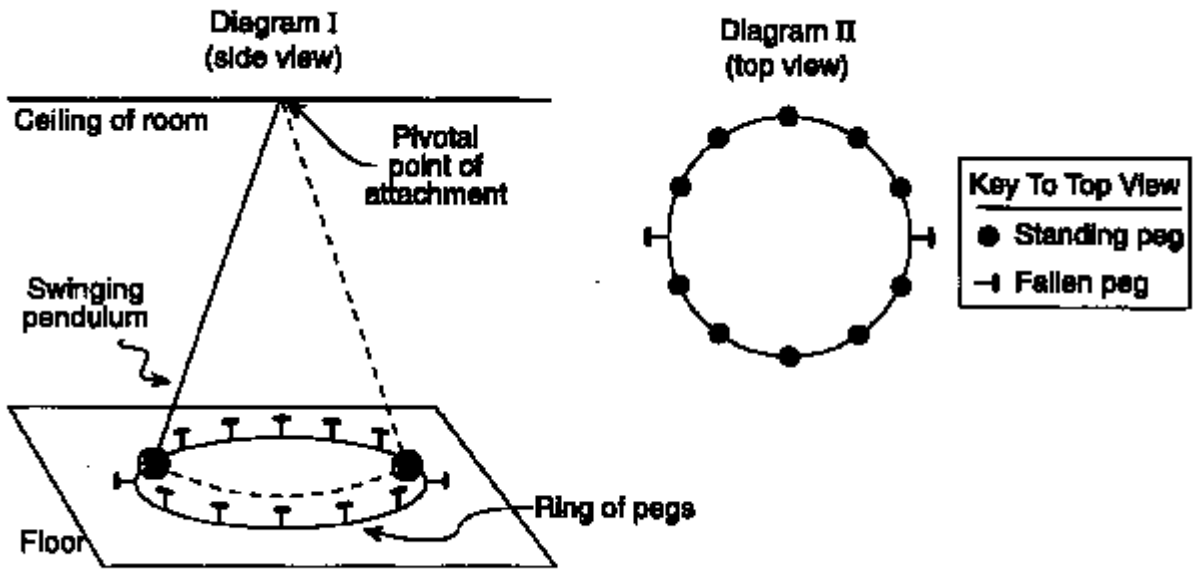 Diagram I
(side view)
Ceiling of room
Pivotal
point of
attachment
Swinging
pendulum
Ring of pegs
Floor
Diagram II
(top view)
Key To Top View
Standing peg
Fallen peg